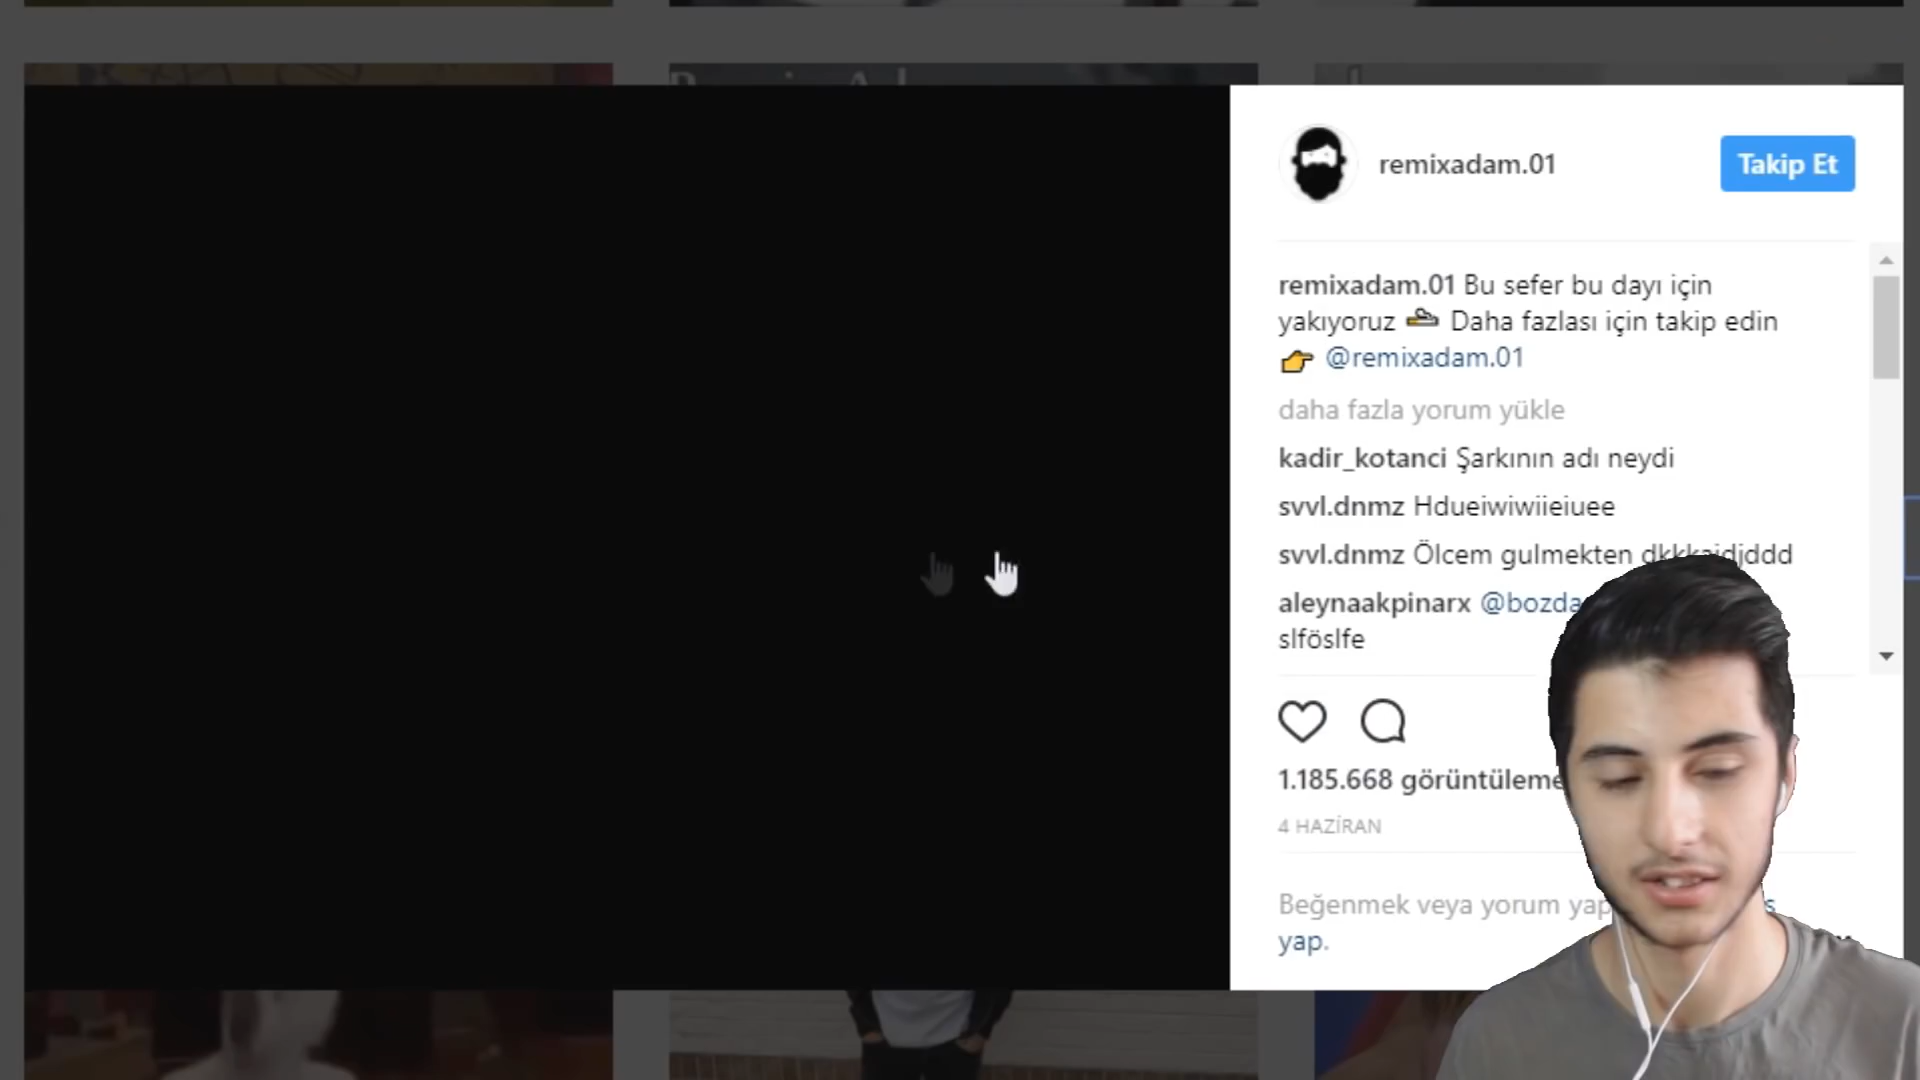 remixadam.01
Takip Et
remixadam.01 Bu sefer bu dayı için
yakıyoruz 🚬 Daha fazlası için takip edin
👉 @remixadam.01
daha fazla yorum yükle
kadir_kotanci Şarkının adı neydi
svvl.dnmz Hdueiwiwiieiuee
svvl.dnmz Ölcem gulmekten dkkkajdjddd
aleynaakpinarx
slföslfe
1.185.668 görüntüleme
4 HAZİRAN
Beğenmek veya yorum
yap.